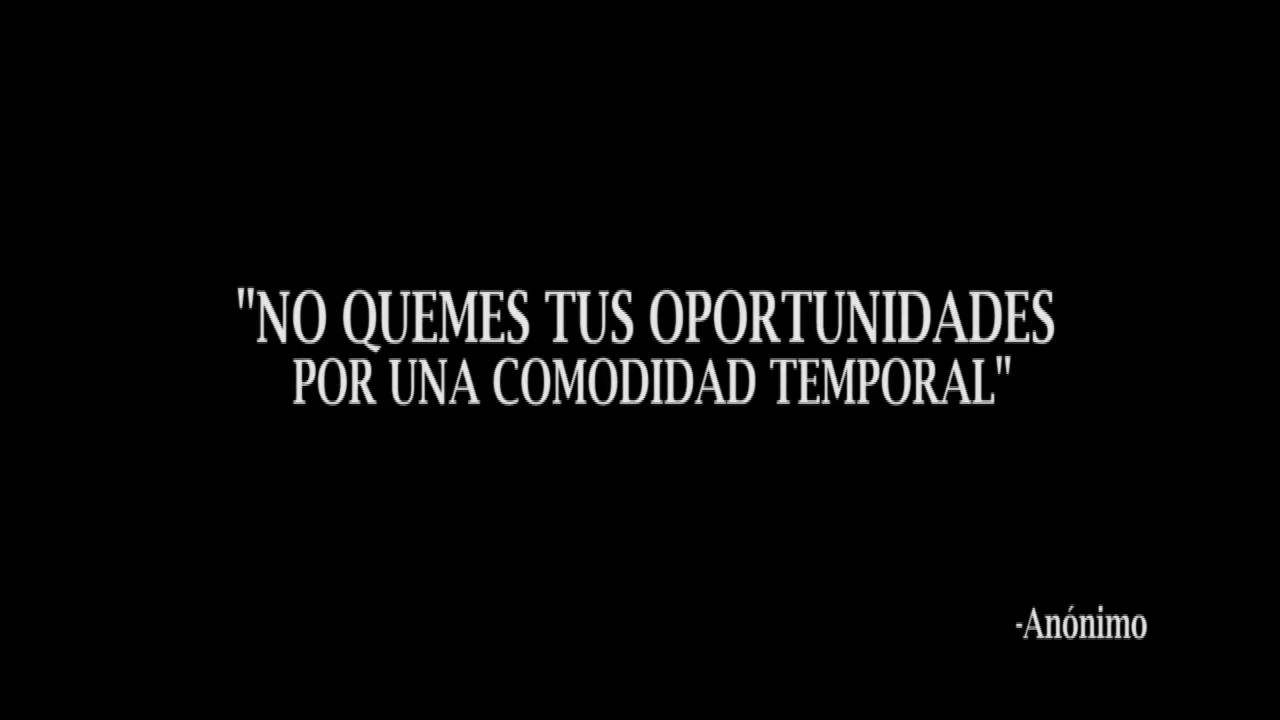 "NO QUEMES TUS OPORTUNIDADES
POR UNA COMODIDAD TEMPORAL"
-Anónimo